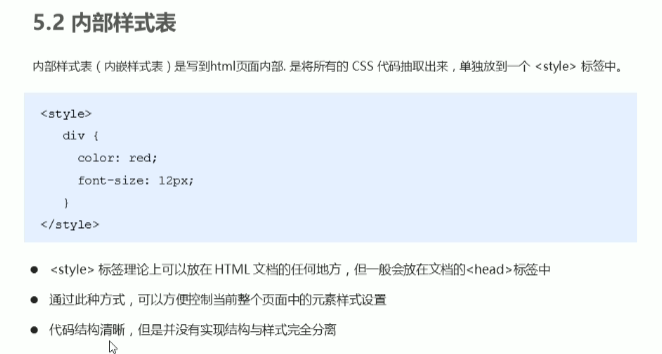 5.2 内部样式表
内部样式表（内嵌样式表）是写到html页面内部. 是将所有的 CSS 代码抽取出来，单独放到一个 <style> 标签中。
<style>
div {
color: red;
font-size: 12px;
}
</style>
● <style> 标签理论上可以放在 HTML 文档的任何地方，但一般会放在文档的<head>标签中
● 通过此种方式，可以方便控制当前整个页面中的元素样式设置
● 代码结构清晰，但是并没有实现结构与样式完全分离